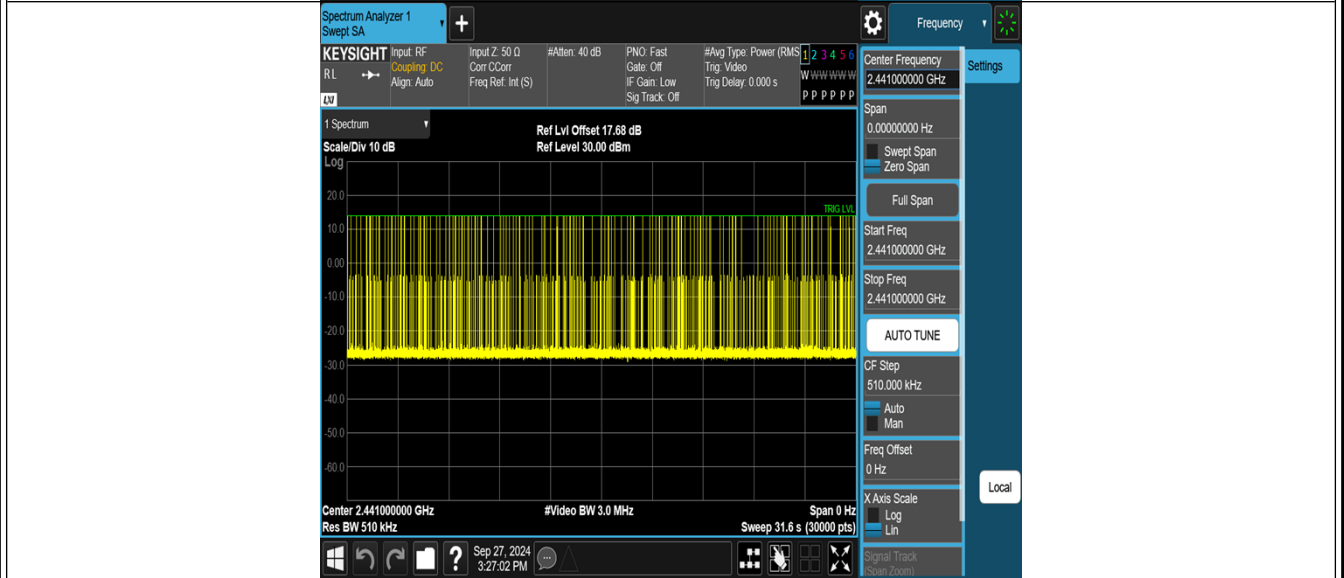 Spectrum Analyzer 1
Swept SA
Frequency
KEYSIGHT
RL
LXI
Input: RF
Coupling: DC
Align: Auto
Input Z: 50 Ω
Corr CCorr
Freq Ref: Int (S)
#Atten: 40 dB
PNO: Fast
Gate: Off
IF Gain: Low
Sig Track: Off
#Avg Type: Power (RMS
Trig: Video
Trig Delay: 0.000 s
1 2 3 4 5 6
W W W W W W
P P P P P P
1 Spectrum
Scale/Div 10 dB
Log
Ref Lvl Offset 17.68 dB
Ref Level 30.00 dBm
TRIG LVL
20.0
10.0
0.00
-10.0
-20.0
-30.0
-40.0
-50.0
-60.0
Center 2.441000000 GHz
Res BW 510 kHz
#Video BW 3.0 MHz
Span 0 Hz
Sweep 31.6 s (30000 pts)
Sep 27, 2024
3:27:02 PM
Center Frequency
2.441000000 GHz
Settings
Span
0.00000000 Hz
Swept Span
Zero Span
Full Span
Start Freq
2.441000000 GHz
Stop Freq
2.441000000 GHz
AUTO TUNE
CF Step
510.000 kHz
Auto
Man
Freq Offset
0 Hz
X Axis Scale
Log
Lin
Local
Signal Track
(Span Zoom)